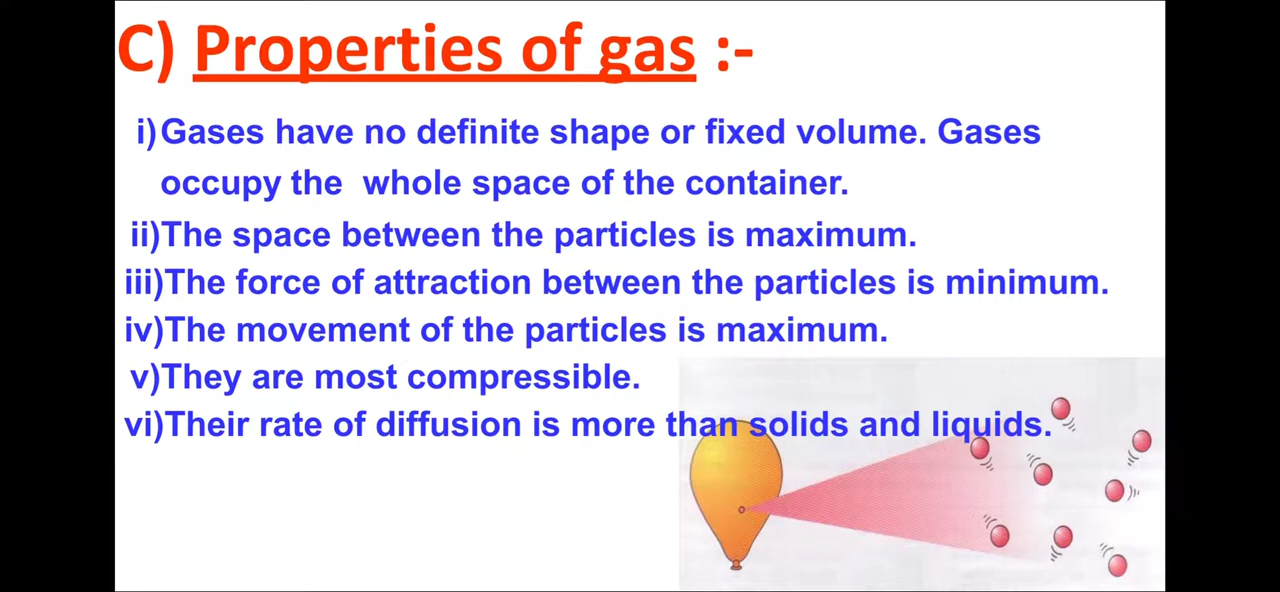 C) Properties of gas :-
i)Gases have no definite shape or fixed volume. Gases
occupy the whole space of the container.
ii)The space between the particles is maximum.
iii)The force of attraction between the particles is minimum.
iv)The movement of the particles is maximum.
v)They are most compressible.
vi)Their rate of diffusion is more than solids and liquids.